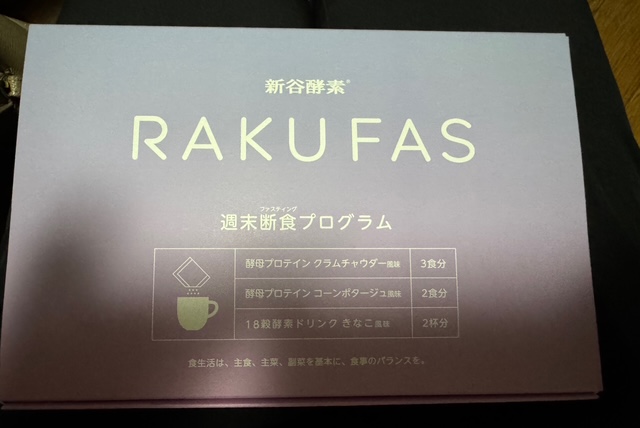 新谷酵素®
RAKU FAS
ファスティング
週末断食プログラム
酵母プロテイン クラムチャウダー風味 3食分
酵母プロテイン コーンポタージュ風味 2食分
18穀酵素ドリンク きなこ風味 2杯分
食生活は、主食、主菜、副菜を基本に、食事のバランスを。